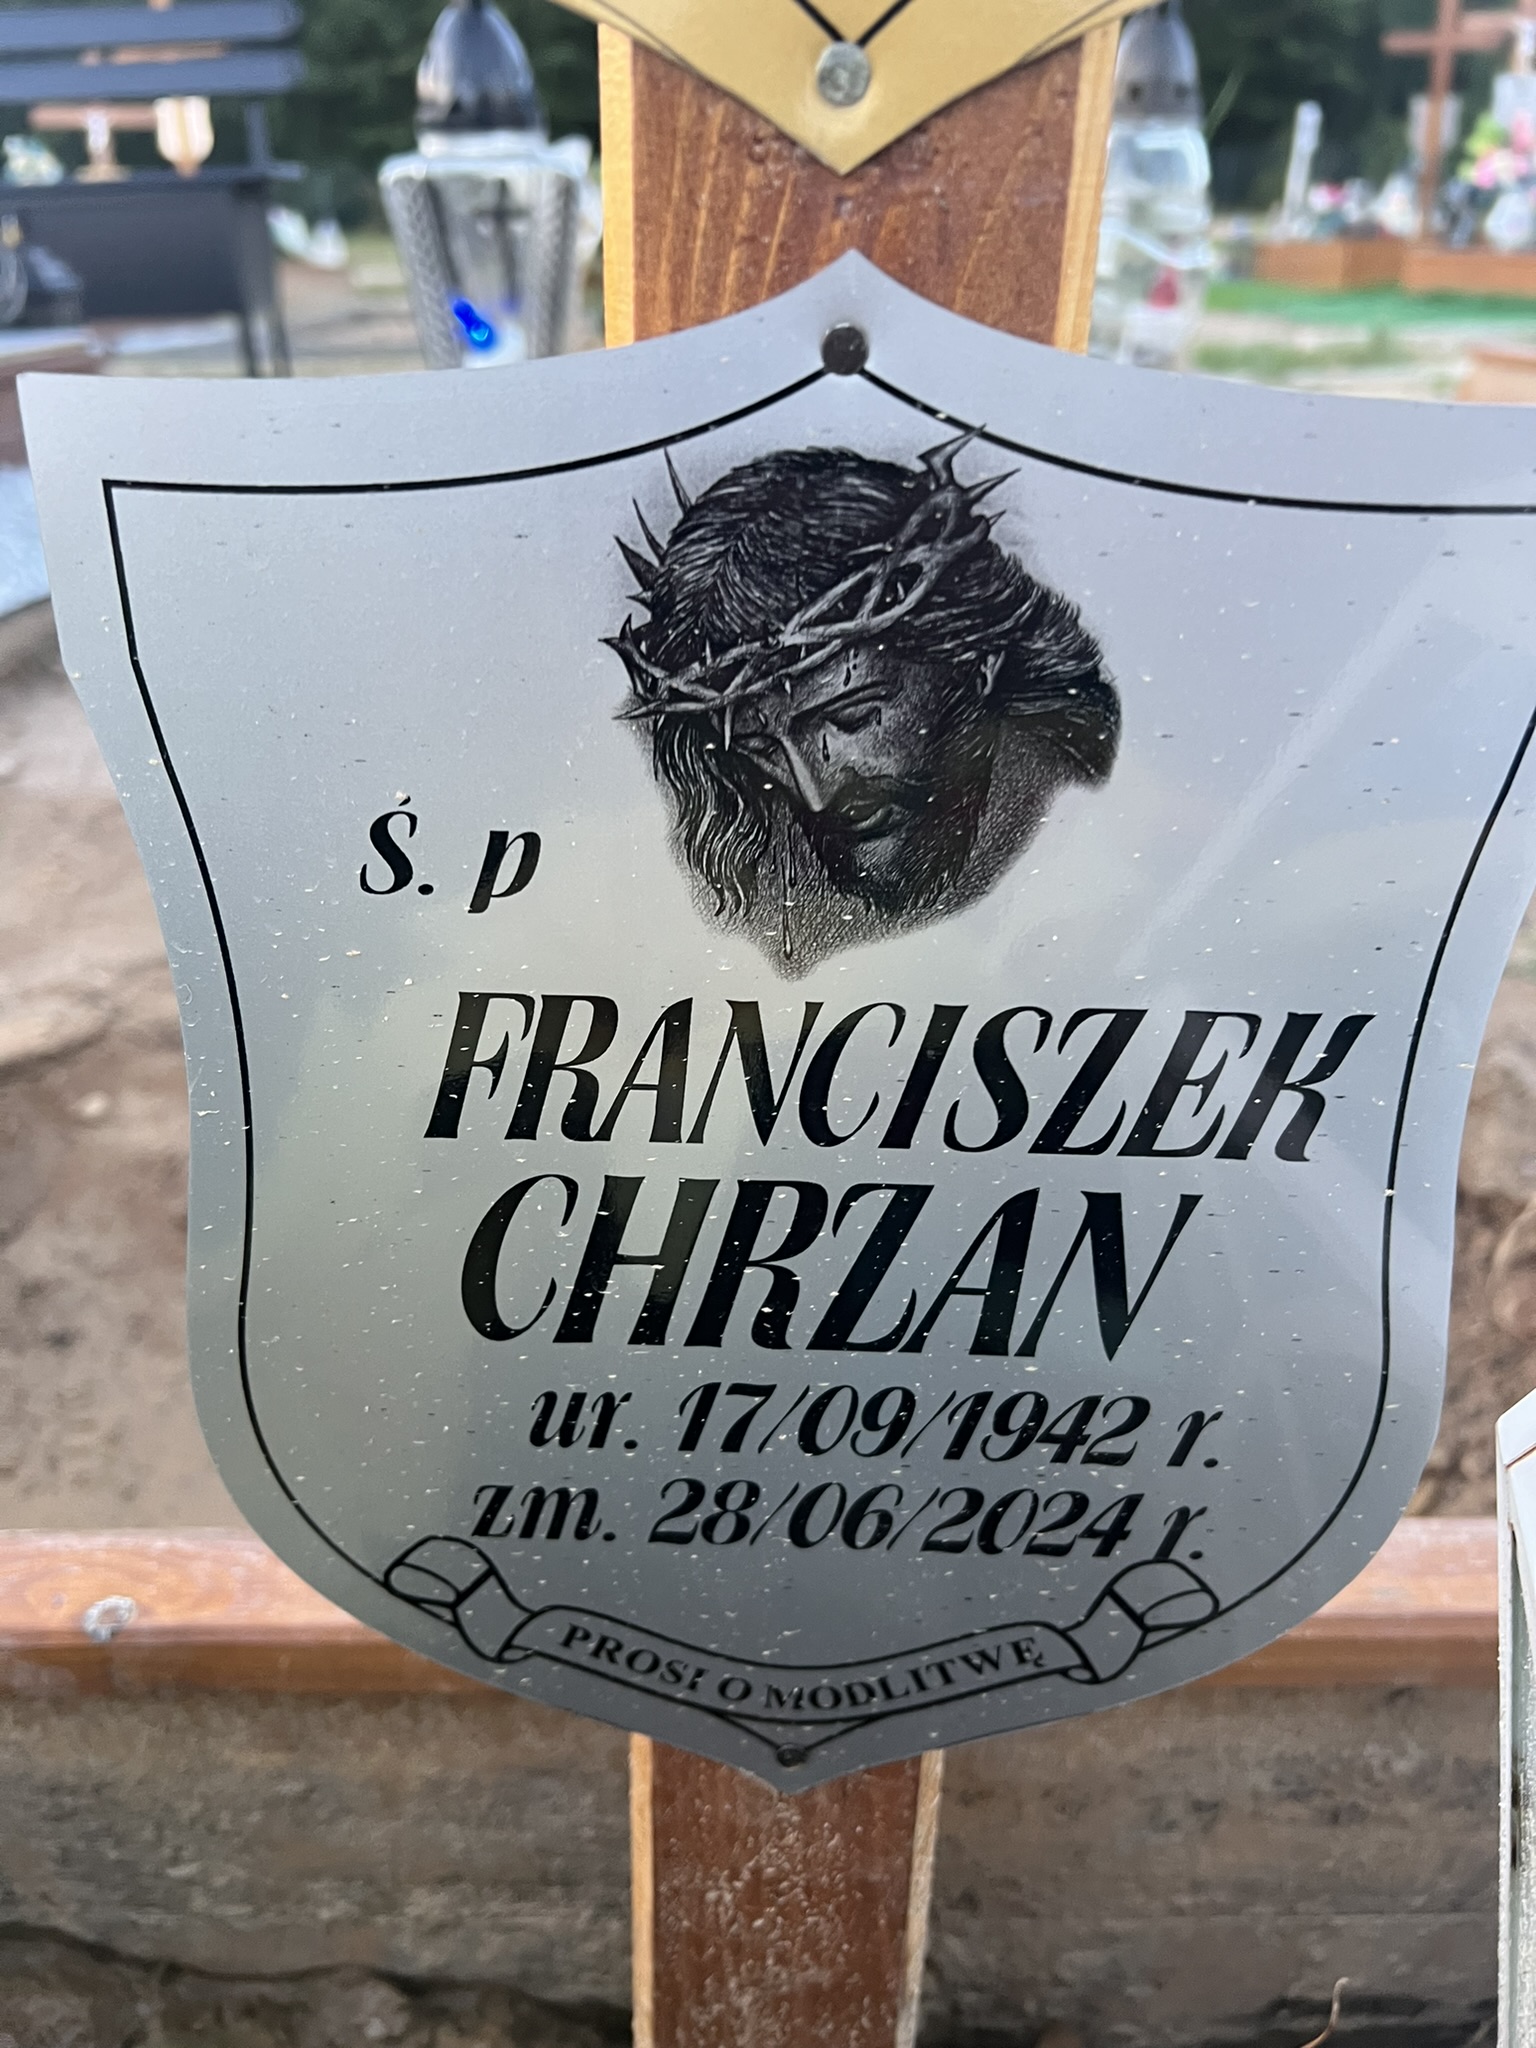 Ś. p
FRANCISZEK
CHRZAN
ur. 17/09/1942 r.
zm. 28/06/2024 r.
PROSI O MODLITWĘ